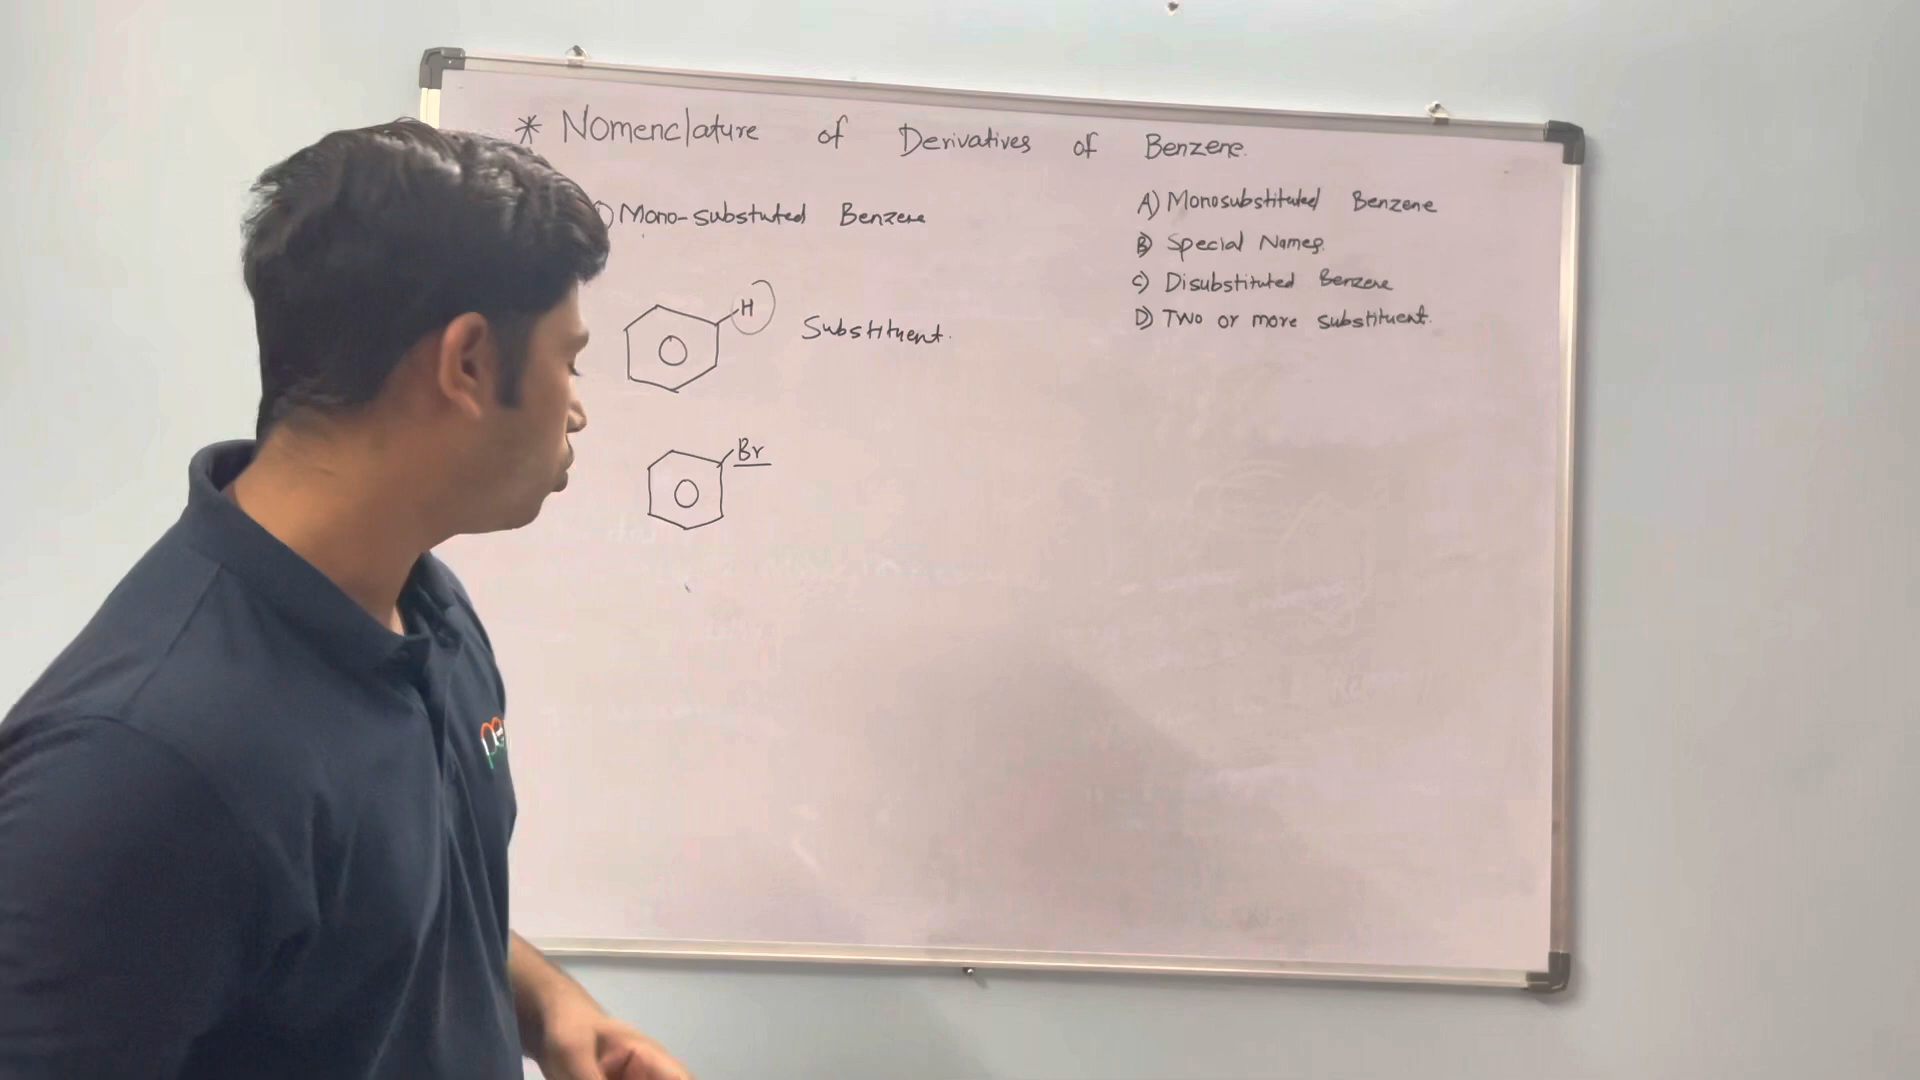 * Nomenclature of Derivatives of Benzene.
) Mono-substuted Benzene
H
Substituent.
Br
A) Monosubstituted Benzene
B) Special Names.
C) Disubstituted Benzene
D) Two or more substituent.